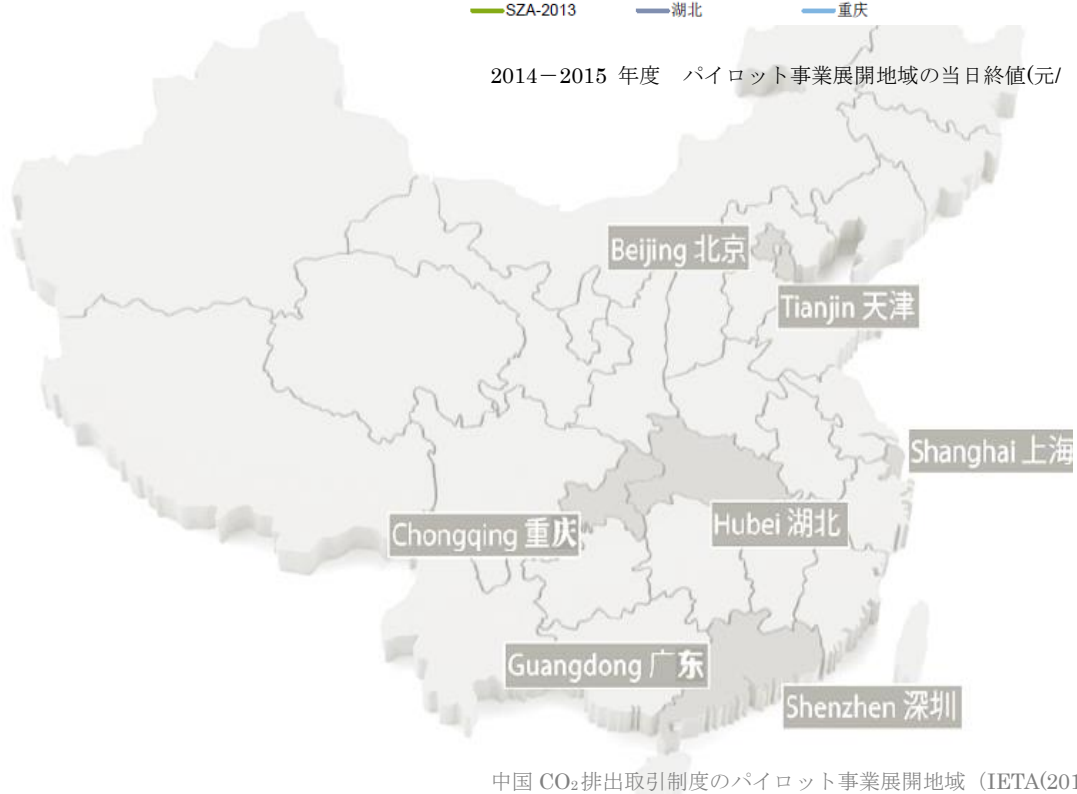 SZA-2013 湖北 重庆
2014－2015 年度 パイロット事業展開地域の当日終値(元/
Beijing 北京
Tianjin 天津
Shanghai 上海
Chongqing 重庆
Hubei 湖北
Guangdong 广东
Shenzhen 深圳
中国 CO₂排出取引制度のパイロット事業展開地域（IETA(201